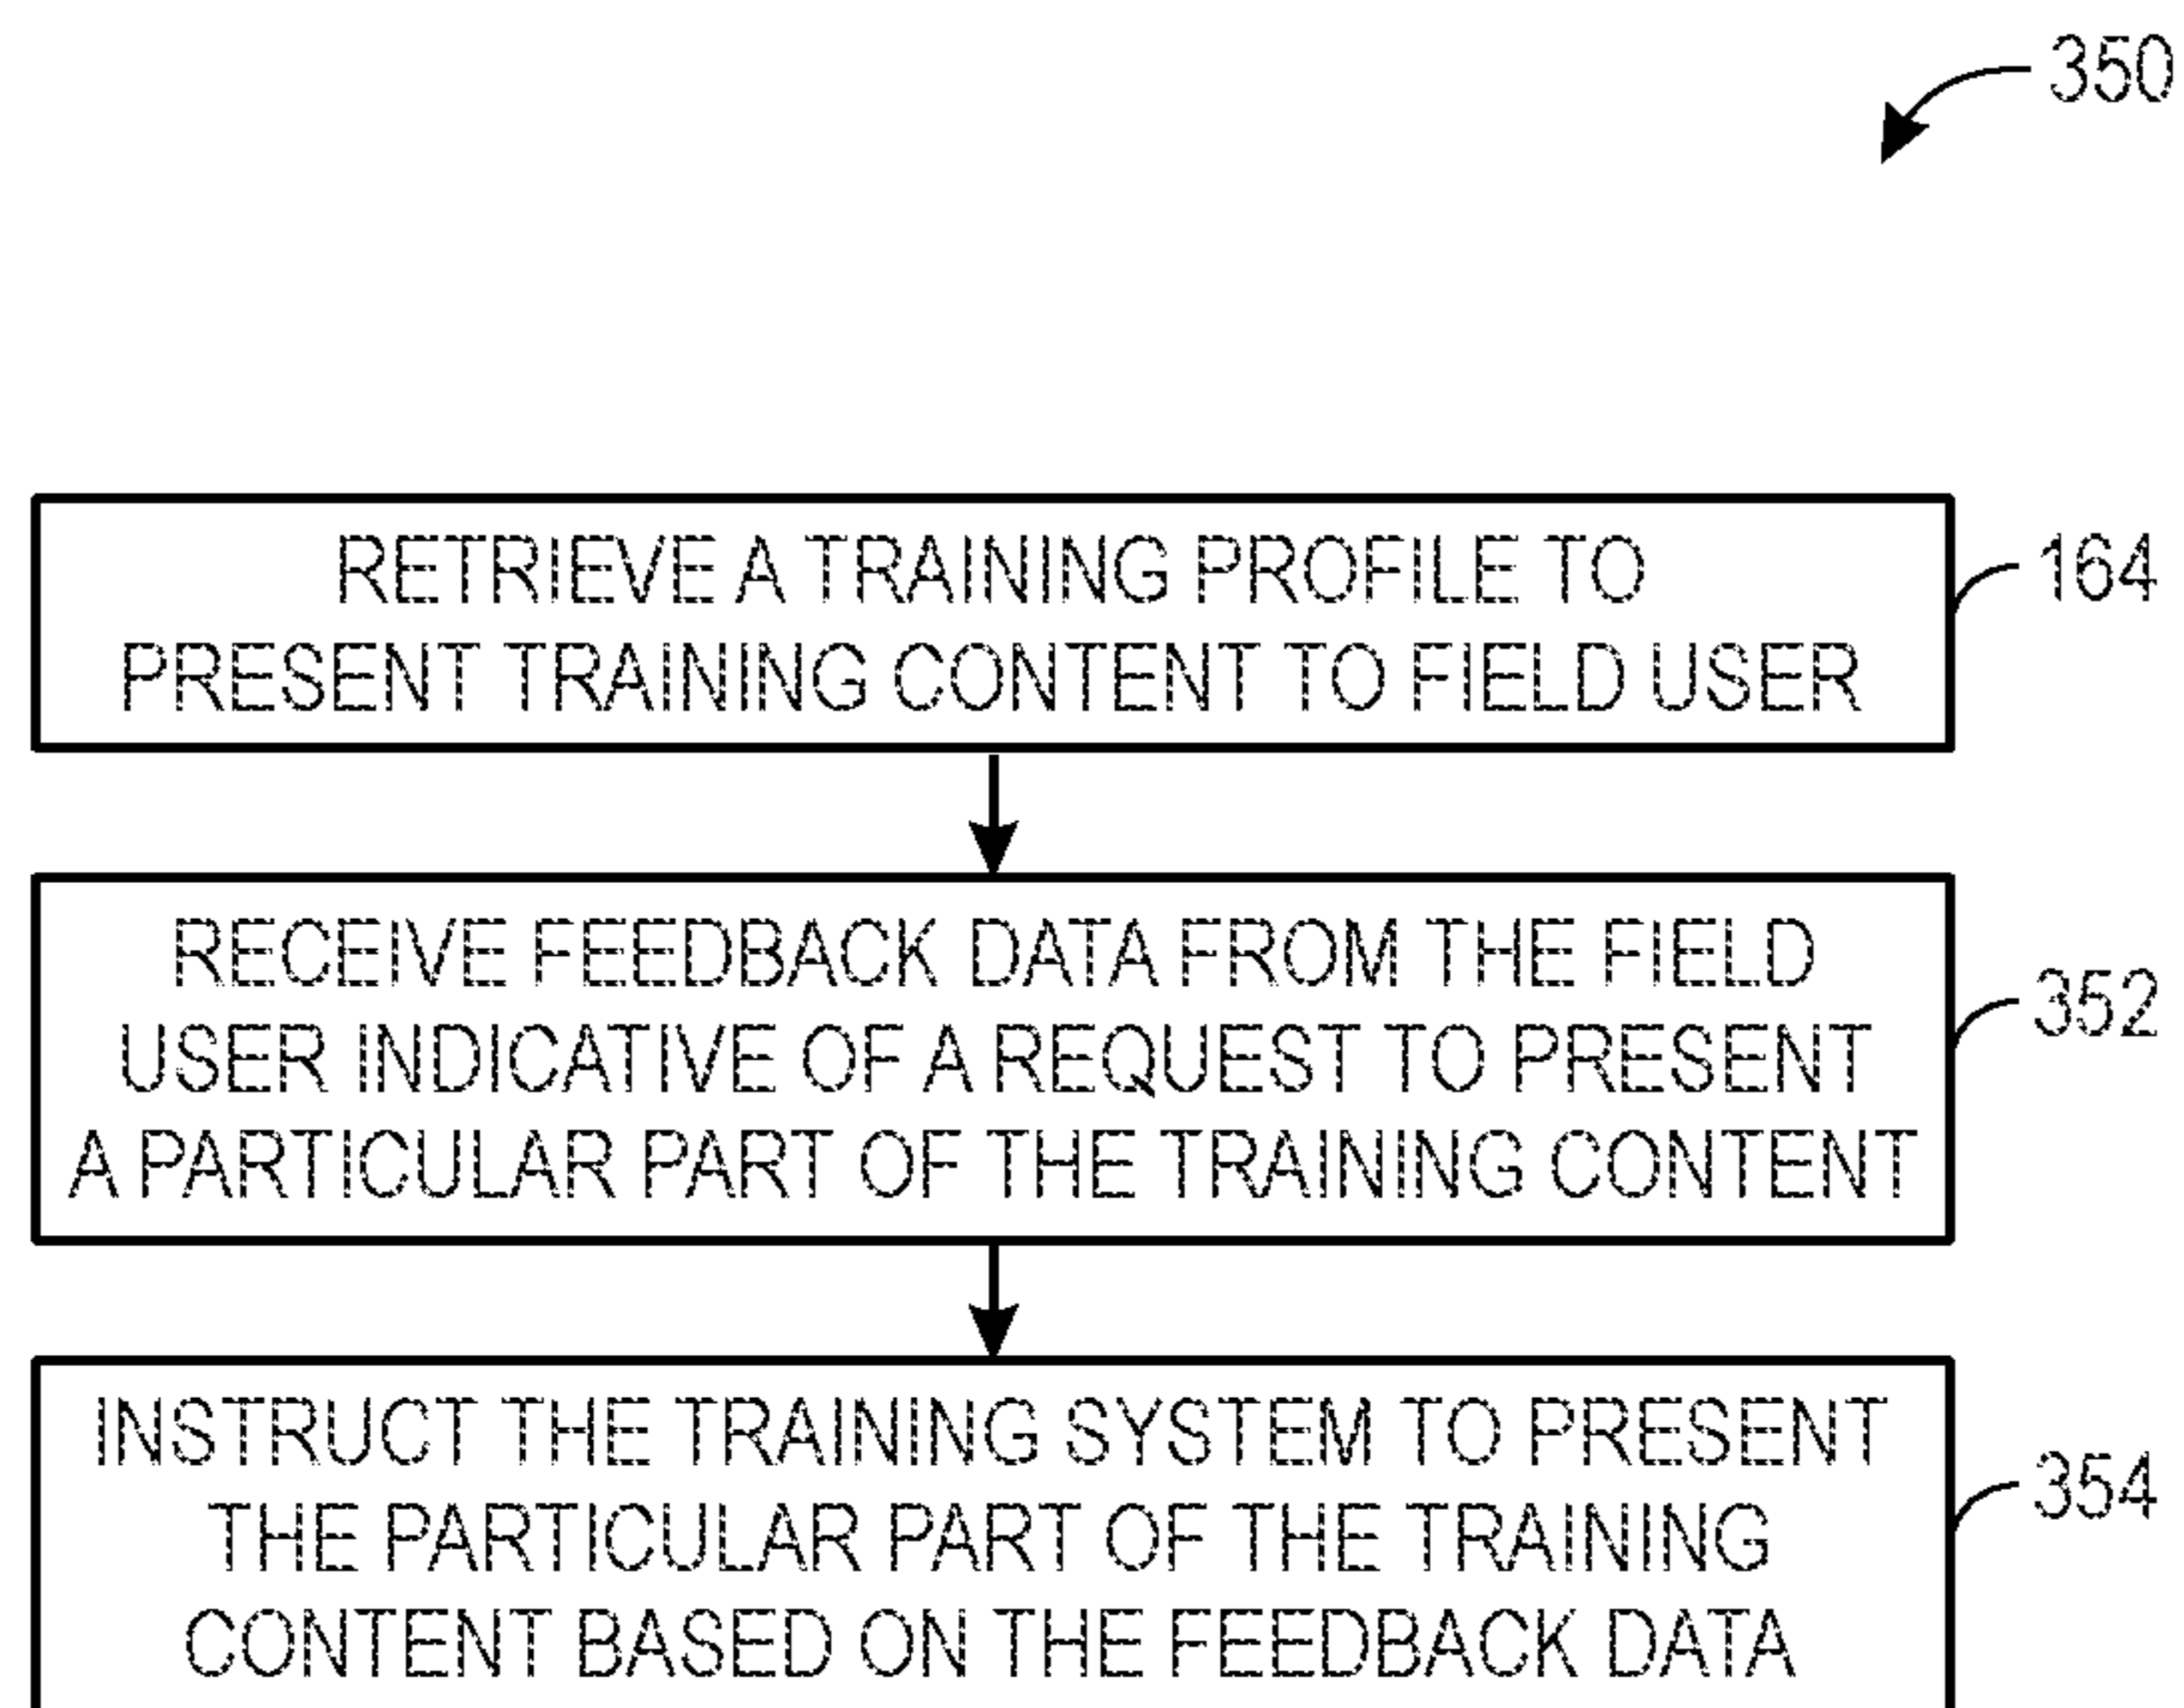 350
RETRIEVE A TRAINING PROFILE TO
PRESENT TRAINING CONTENT TO FIELD USER
164
RECEIVE FEEDBACK DATA FROM THE FIELD
USER INDICATIVE OF A REQUEST TO PRESENT
A PARTICULAR PART OF THE TRAINING CONTENT
352
INSTRUCT THE TRAINING SYSTEM TO PRESENT
THE PARTICULAR PART OF THE TRAINING
CONTENT BASED ON THE FEEDBACK DATA
354